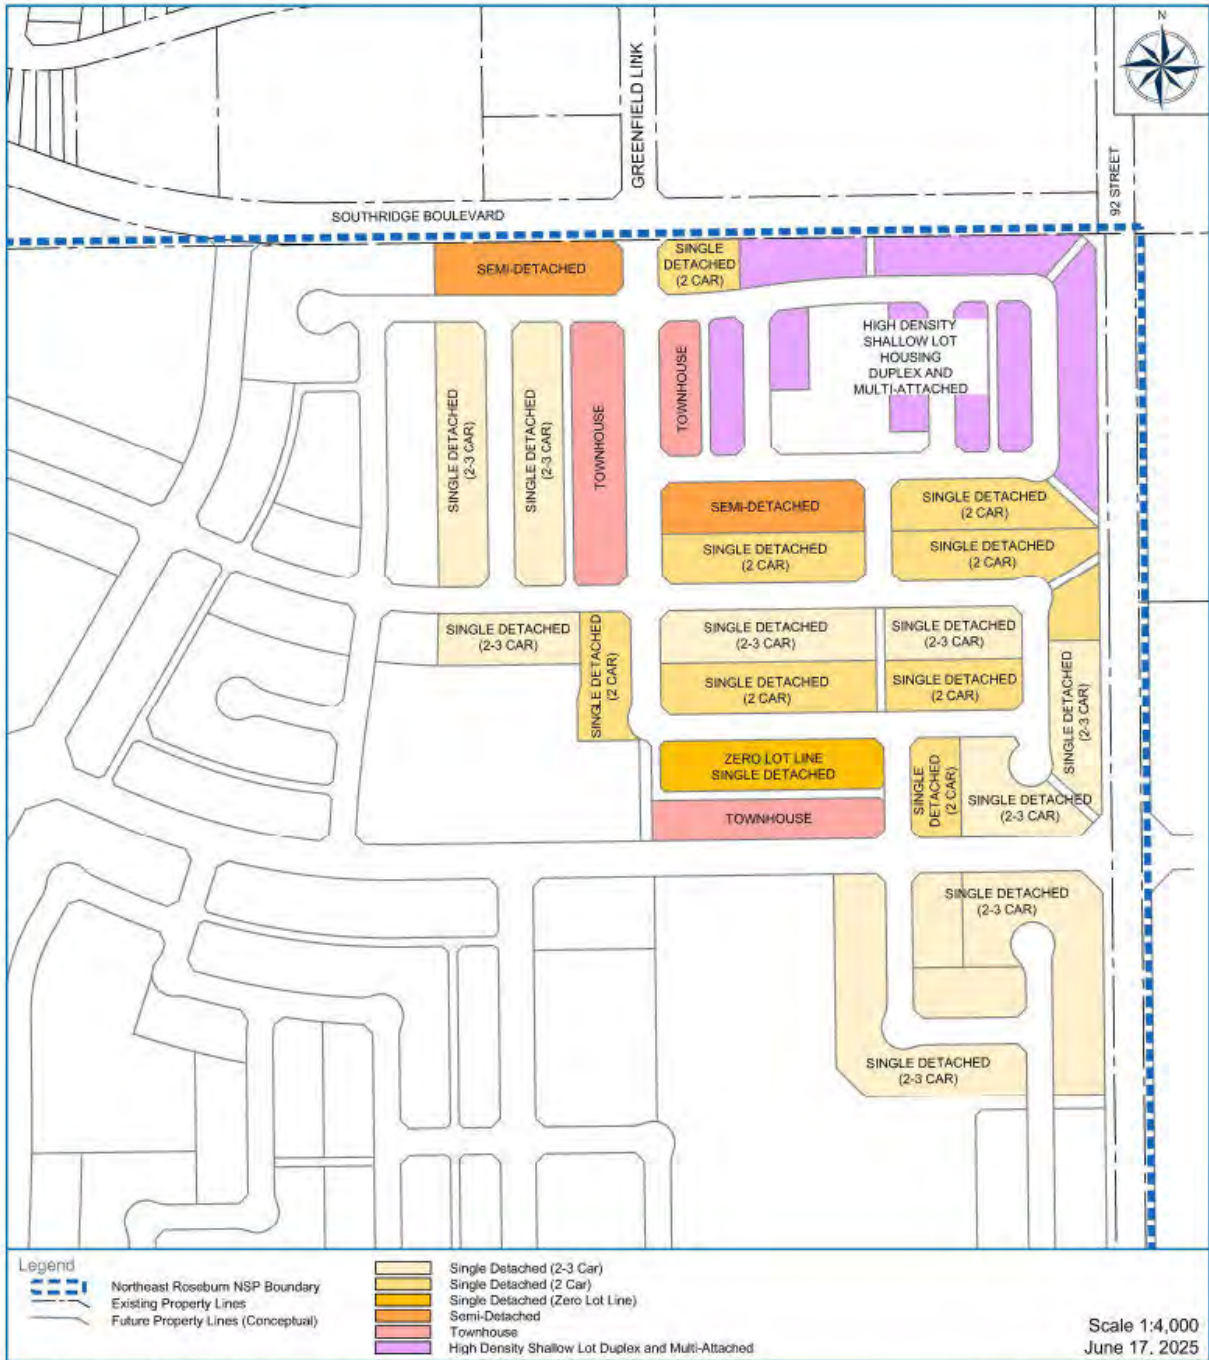 N
GREENFIELD LINK
92 STREET
SOUTHRIDGE BOULEVARD
SEMI-DETACHED
SINGLE
DETACHED
(2 CAR)
HIGH DENSITY
SHALLOW LOT
HOUSING
DUPLEX AND
MULTI-ATTACHED
SINGLE DETACHED
(2-3 CAR)
SINGLE DETACHED
(2-3 CAR)
TOWNHOUSE
TOWNHOUSE
SEMI-DETACHED
SINGLE DETACHED
(2 CAR)
SINGLE DETACHED
(2 CAR)
SINGLE DETACHED
(2 CAR)
SINGLE DETACHED
(2-3 CAR)
SINGLE DETACHED
(2 CAR)
SINGLE DETACHED
(2-3 CAR)
SINGLE DETACHED
(2-3 CAR)
SINGLE DETACHED
(2 CAR)
SINGLE DETACHED
(2 CAR)
SINGLE DETACHED
(2-3 CAR)
ZERO LOT LINE
SINGLE DETACHED
SINGLE
DETACHED
(2 CAR)
SINGLE DETACHED
(2-3 CAR)
TOWNHOUSE
SINGLE DETACHED
(2-3 CAR)
SINGLE DETACHED
(2-3 CAR)
Legend
Northeast Rosebum NSP Boundary
Existing Property Lines
Future Property Lines (Conceptual)
Single Detached (2-3 Car)
Single Detached (2 Car)
Single Detached (Zero Lot Line)
Semi-Detached
Townhouse
High Density Shallow Lot Duplex and Multi-Attached
Scale 1:4,000
June 17, 2025